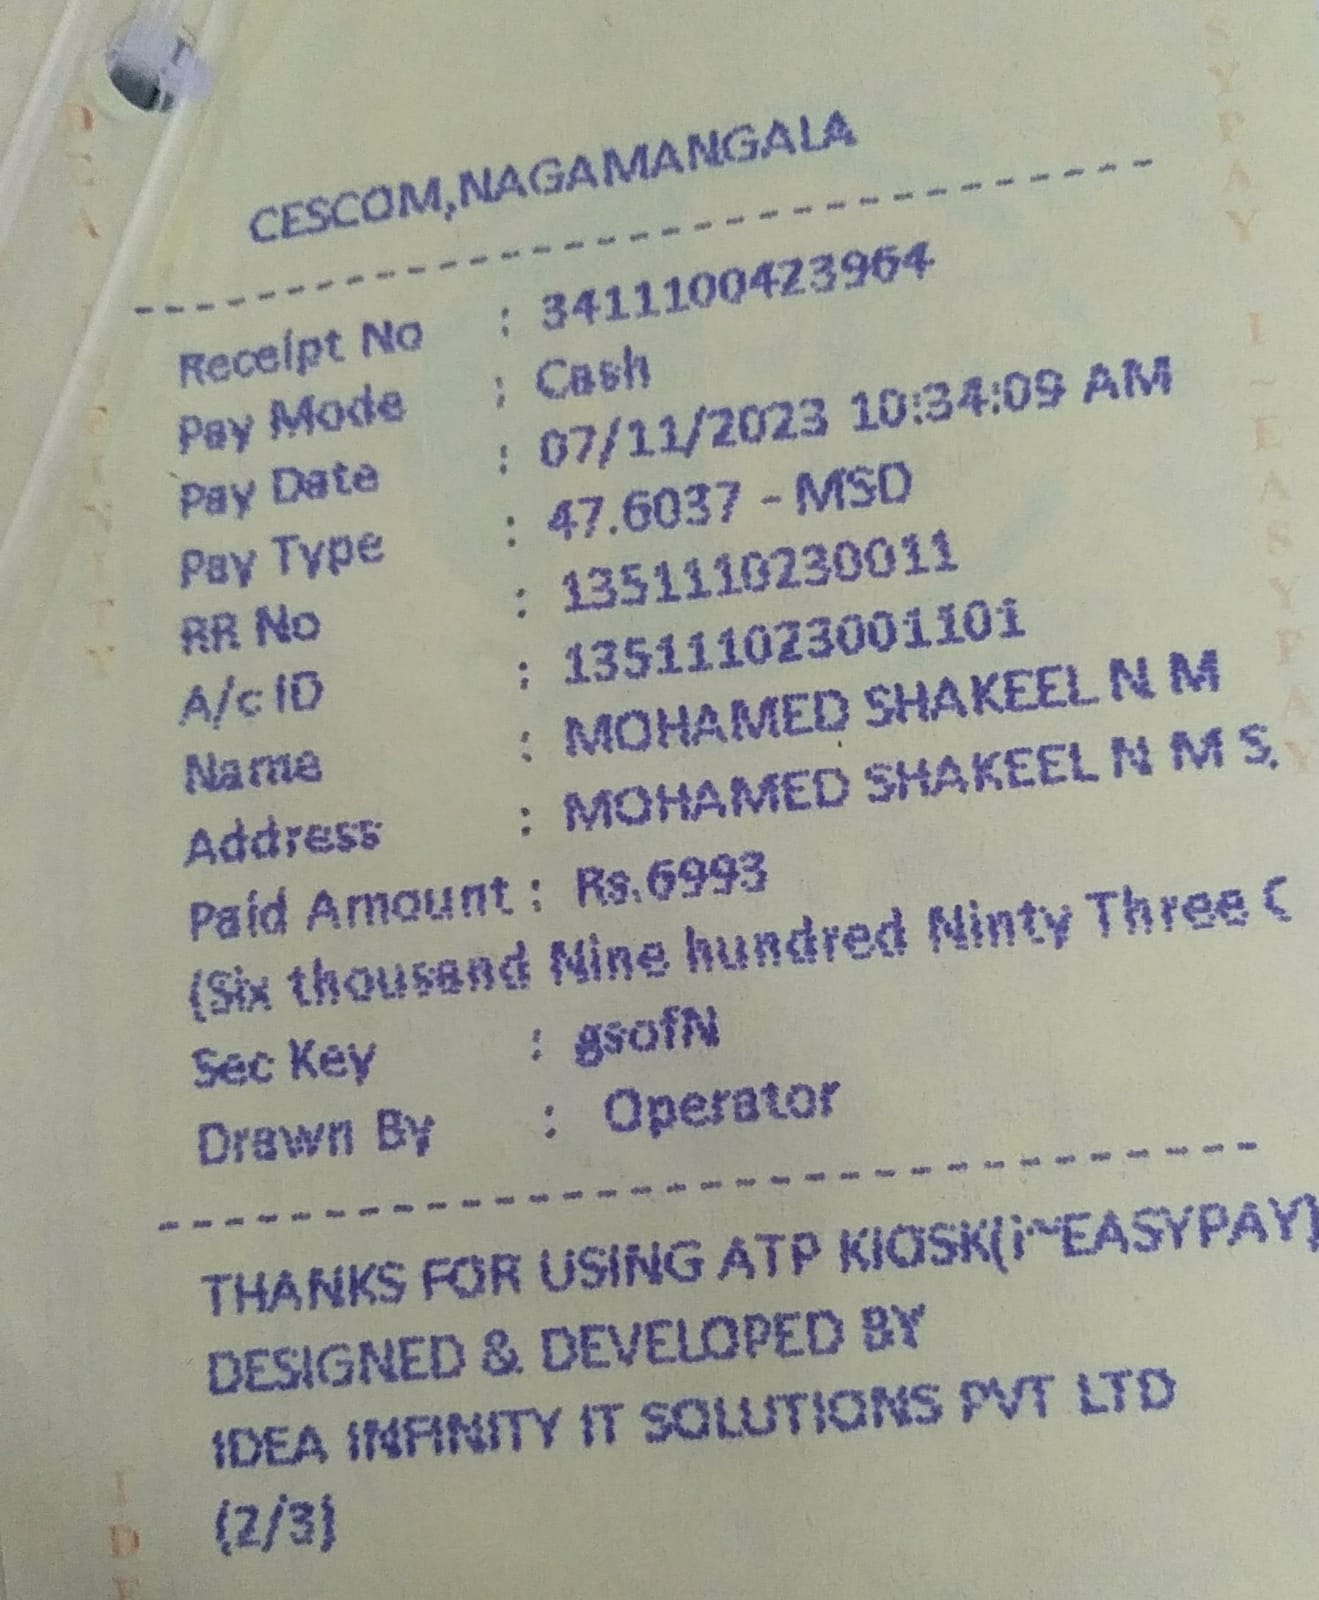 CESCOM,NAGAMANGALA
--------------------------------
Receipt No : 3411100423964
Pay Mode : Cash
Pay Date : 07/11/2023 10:34:09 AM
Pay Type : 47.6037 - MSD
RR No : 1351110230011
A/c ID : 135111023001101
Name : MOHAMED SHAKEEL N M
Address : MOHAMED SHAKEEL N M S.
Paid Amount : Rs.6993
(Six thousand Nine hundred Ninty Three
Sec Key : gsofN
Drawn By : Operator
--------------------------------
THANKS FOR USING ATP KIOSK(i~EASYPAY)
DESIGNED & DEVELOPED BY
IDEA INFINITY IT SOLUTIONS PVT LTD
(2/3)